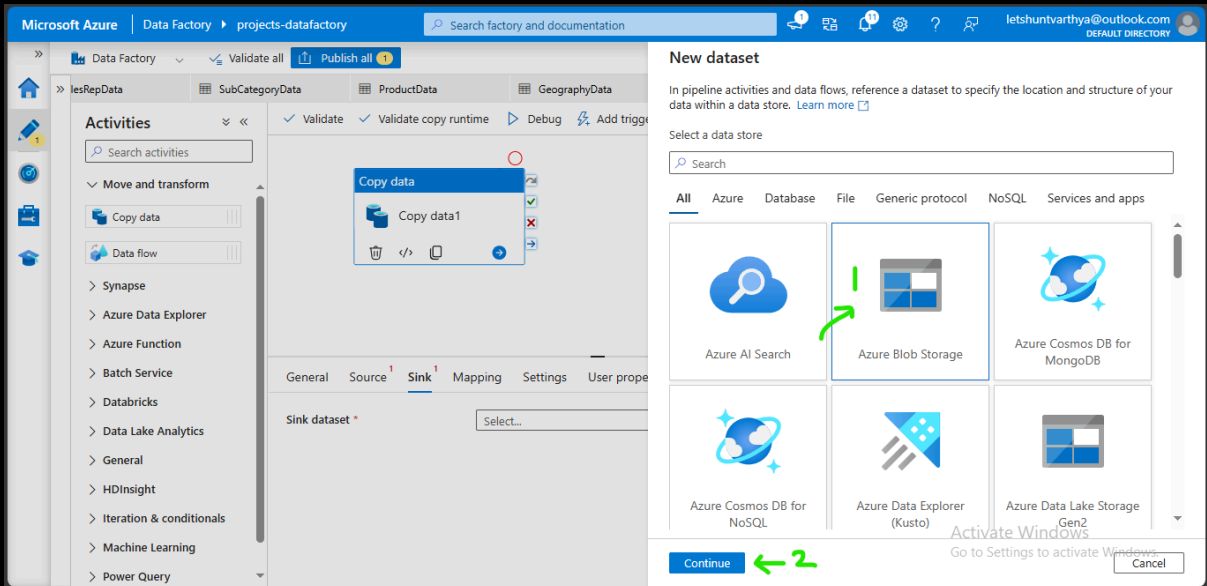 Microsoft Azure
Data Factory
projects-datafactory
Search factory and documentation
1
11
letshuntvarthya@outlook.com
DEFAULT DIRECTORY
Data Factory
Validate all
Publish all 1
lesRepData
SubCategoryData
ProductData
GeographyData
1
Activities
Search activities
Move and transform
Copy data
Data flow
Synapse
Azure Data Explorer
Azure Function
Batch Service
Databricks
Data Lake Analytics
General
HDInsight
Iteration & conditionals
Machine Learning
Power Query
Validate
Validate copy runtime
Debug
Add trigge
Copy data
Copy data1
General
Source 1
Sink 1
Mapping
Settings
User prope
Sink dataset *
Select...
New dataset
In pipeline activities and data flows, reference a dataset to specify the location and structure of your
data within a data store. Learn more
Select a data store
Search
All
Azure
Database
File
Generic protocol
NoSQL
Services and apps
Azure AI Search
1
Azure Blob Storage
Azure Cosmos DB for
MongoDB
Azure Cosmos DB for
NoSQL
Azure Data Explorer
(Kusto)
Azure Data Lake Storage
Gen2
Activate Windows
Go to Settings to activate Windows.
Continue
2
Cancel